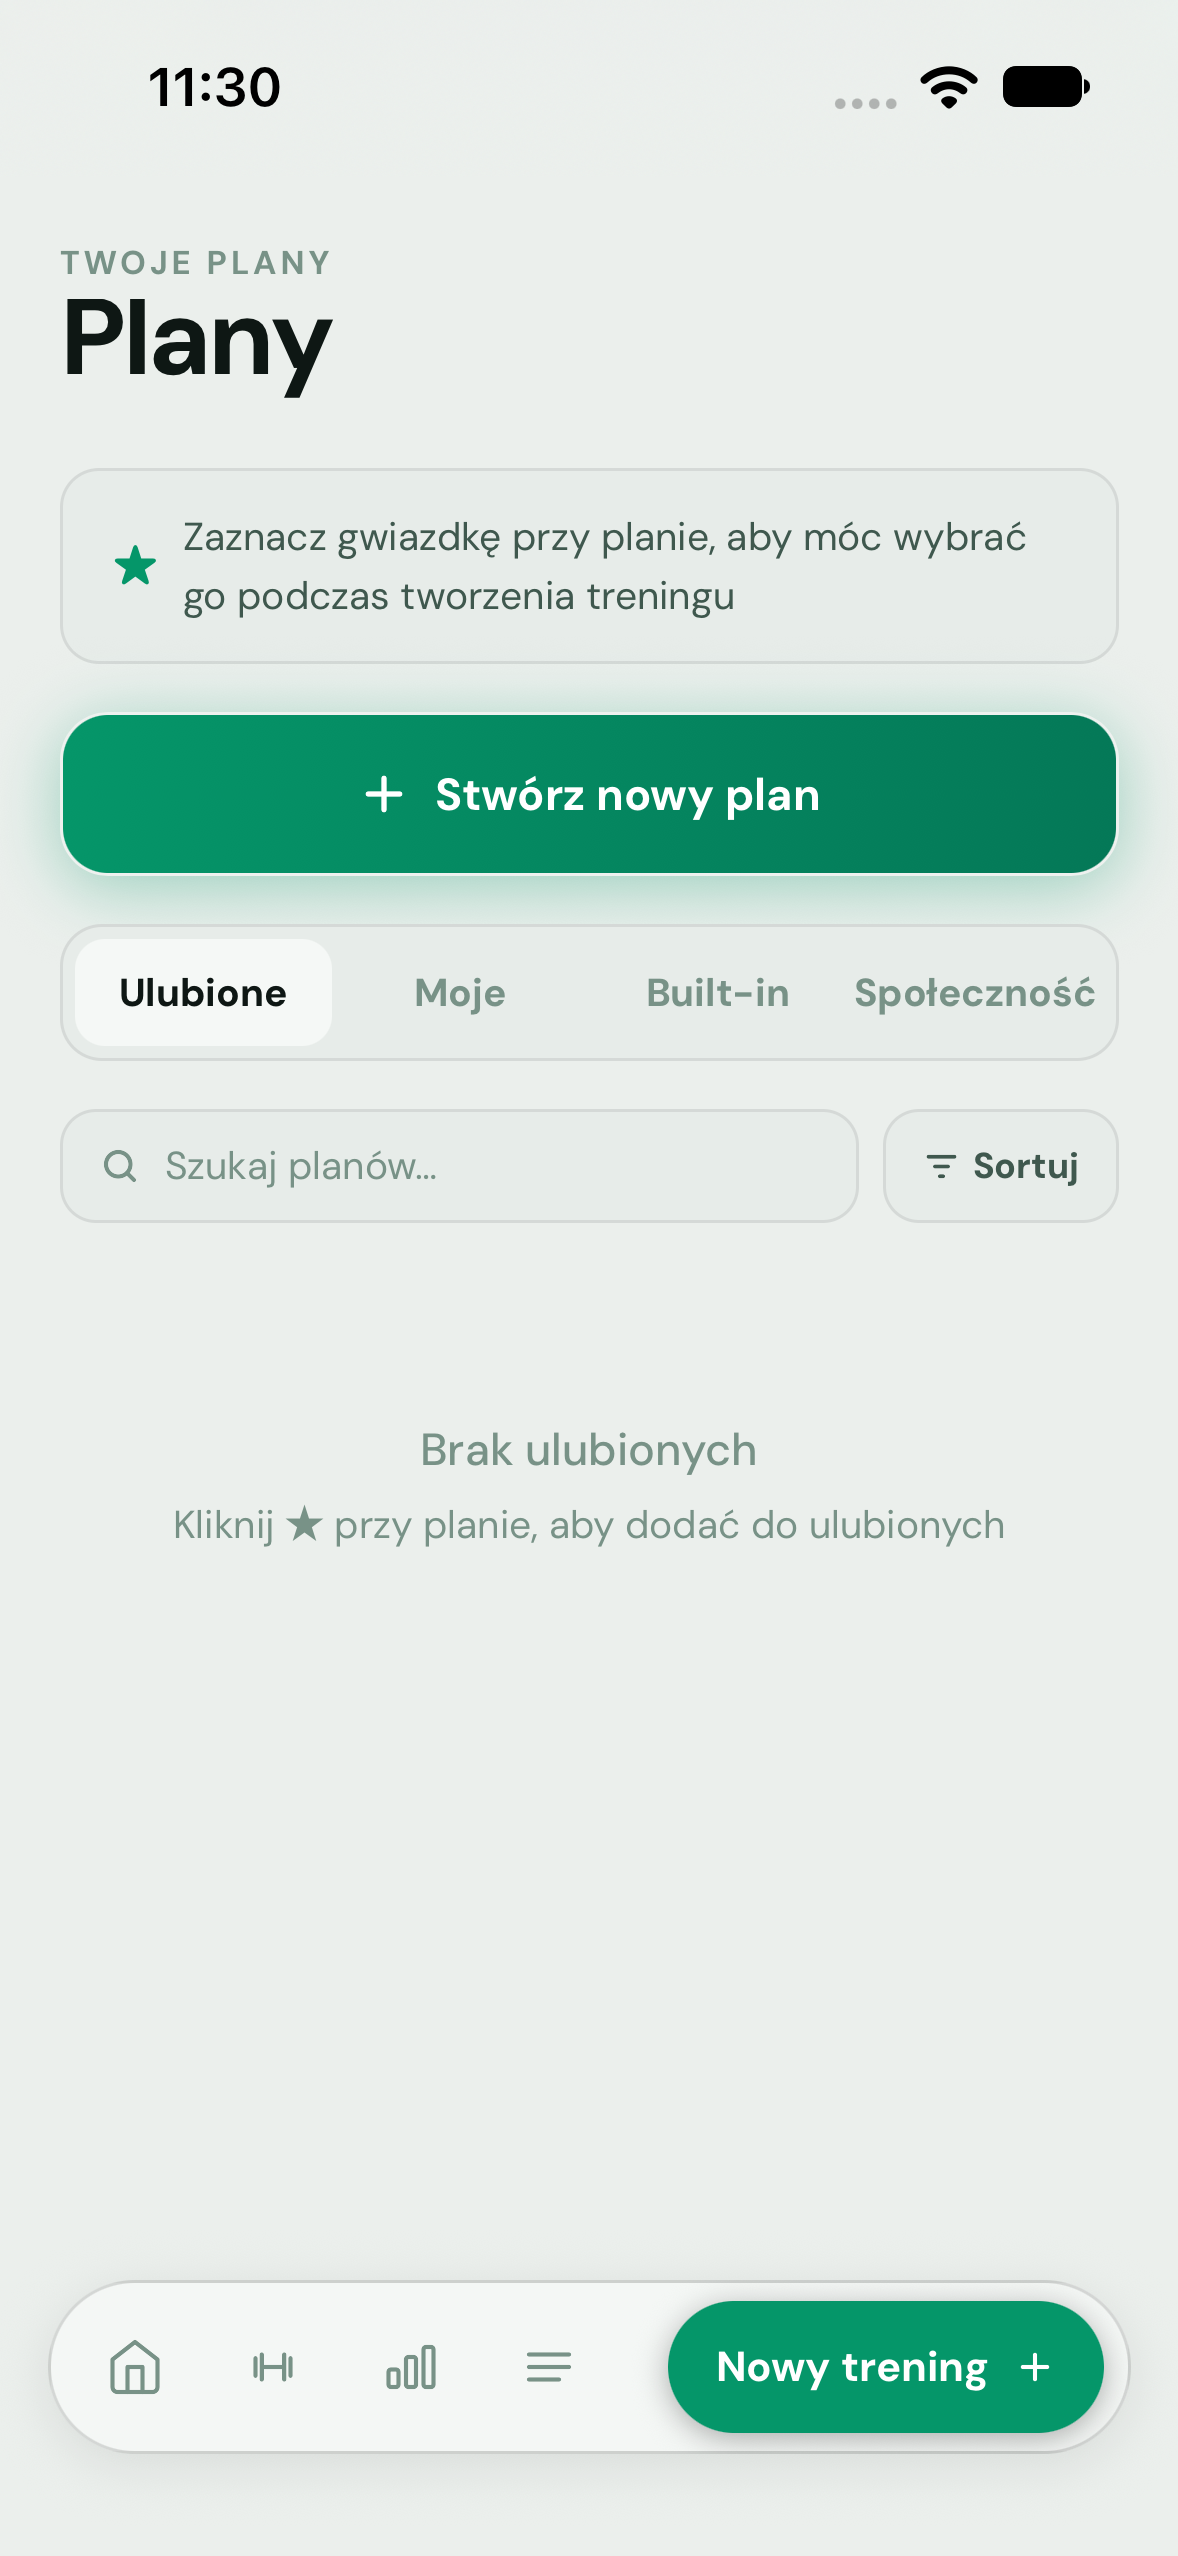 11:30
TWOJE PLANY
Plany
Zaznacz gwiazdkę przy planie, aby móc wybrać
go podczas tworzenia treningu
+ Stwórz nowy plan
Ulubione Moje Built-in Społeczność
Szukaj planów... Sortuj
Brak ulubionych
Kliknij ★ przy planie, aby dodać do ulubionych
Nowy trening +